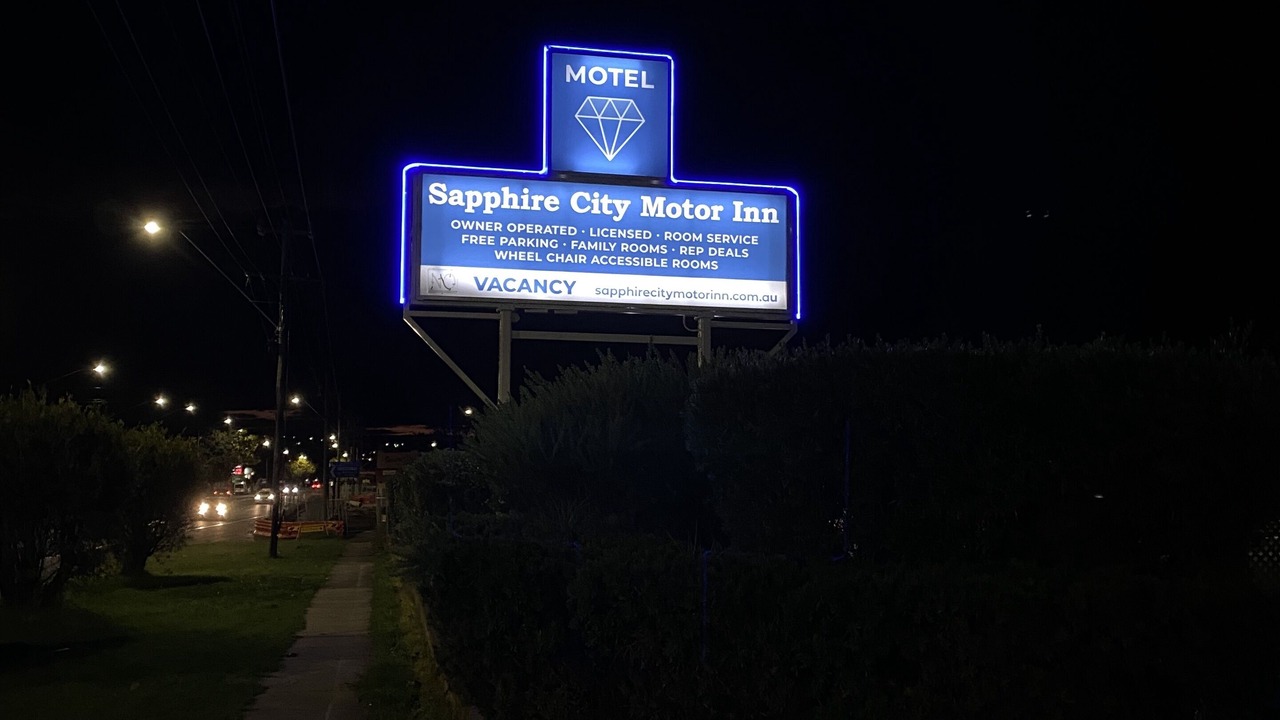 MOTEL
Sapphire City Motor Inn
OWNER OPERATED · LICENSED · ROOM SERVICE
FREE PARKING · FAMILY ROOMS · REP DEALS
WHEEL CHAIR ACCESSIBLE ROOMS
VACANCY sapphirecitymotorinn.com.au